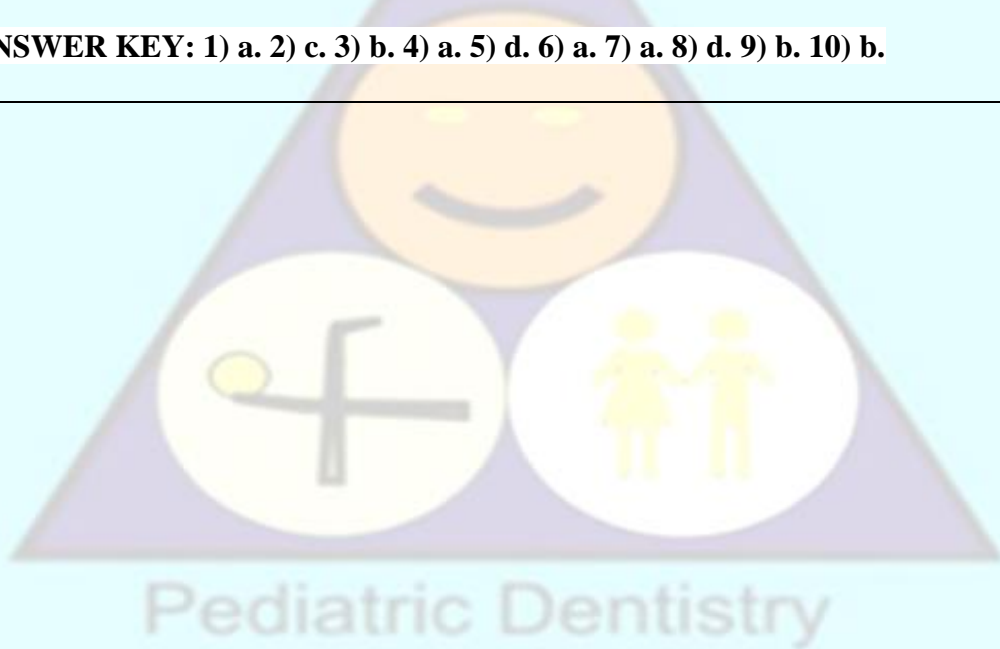 NSWER KEY: 1) a. 2) c. 3) b. 4) a. 5) d. 6) a. 7) a. 8) d. 9) b. 10) b.
Pediatric Dentistry